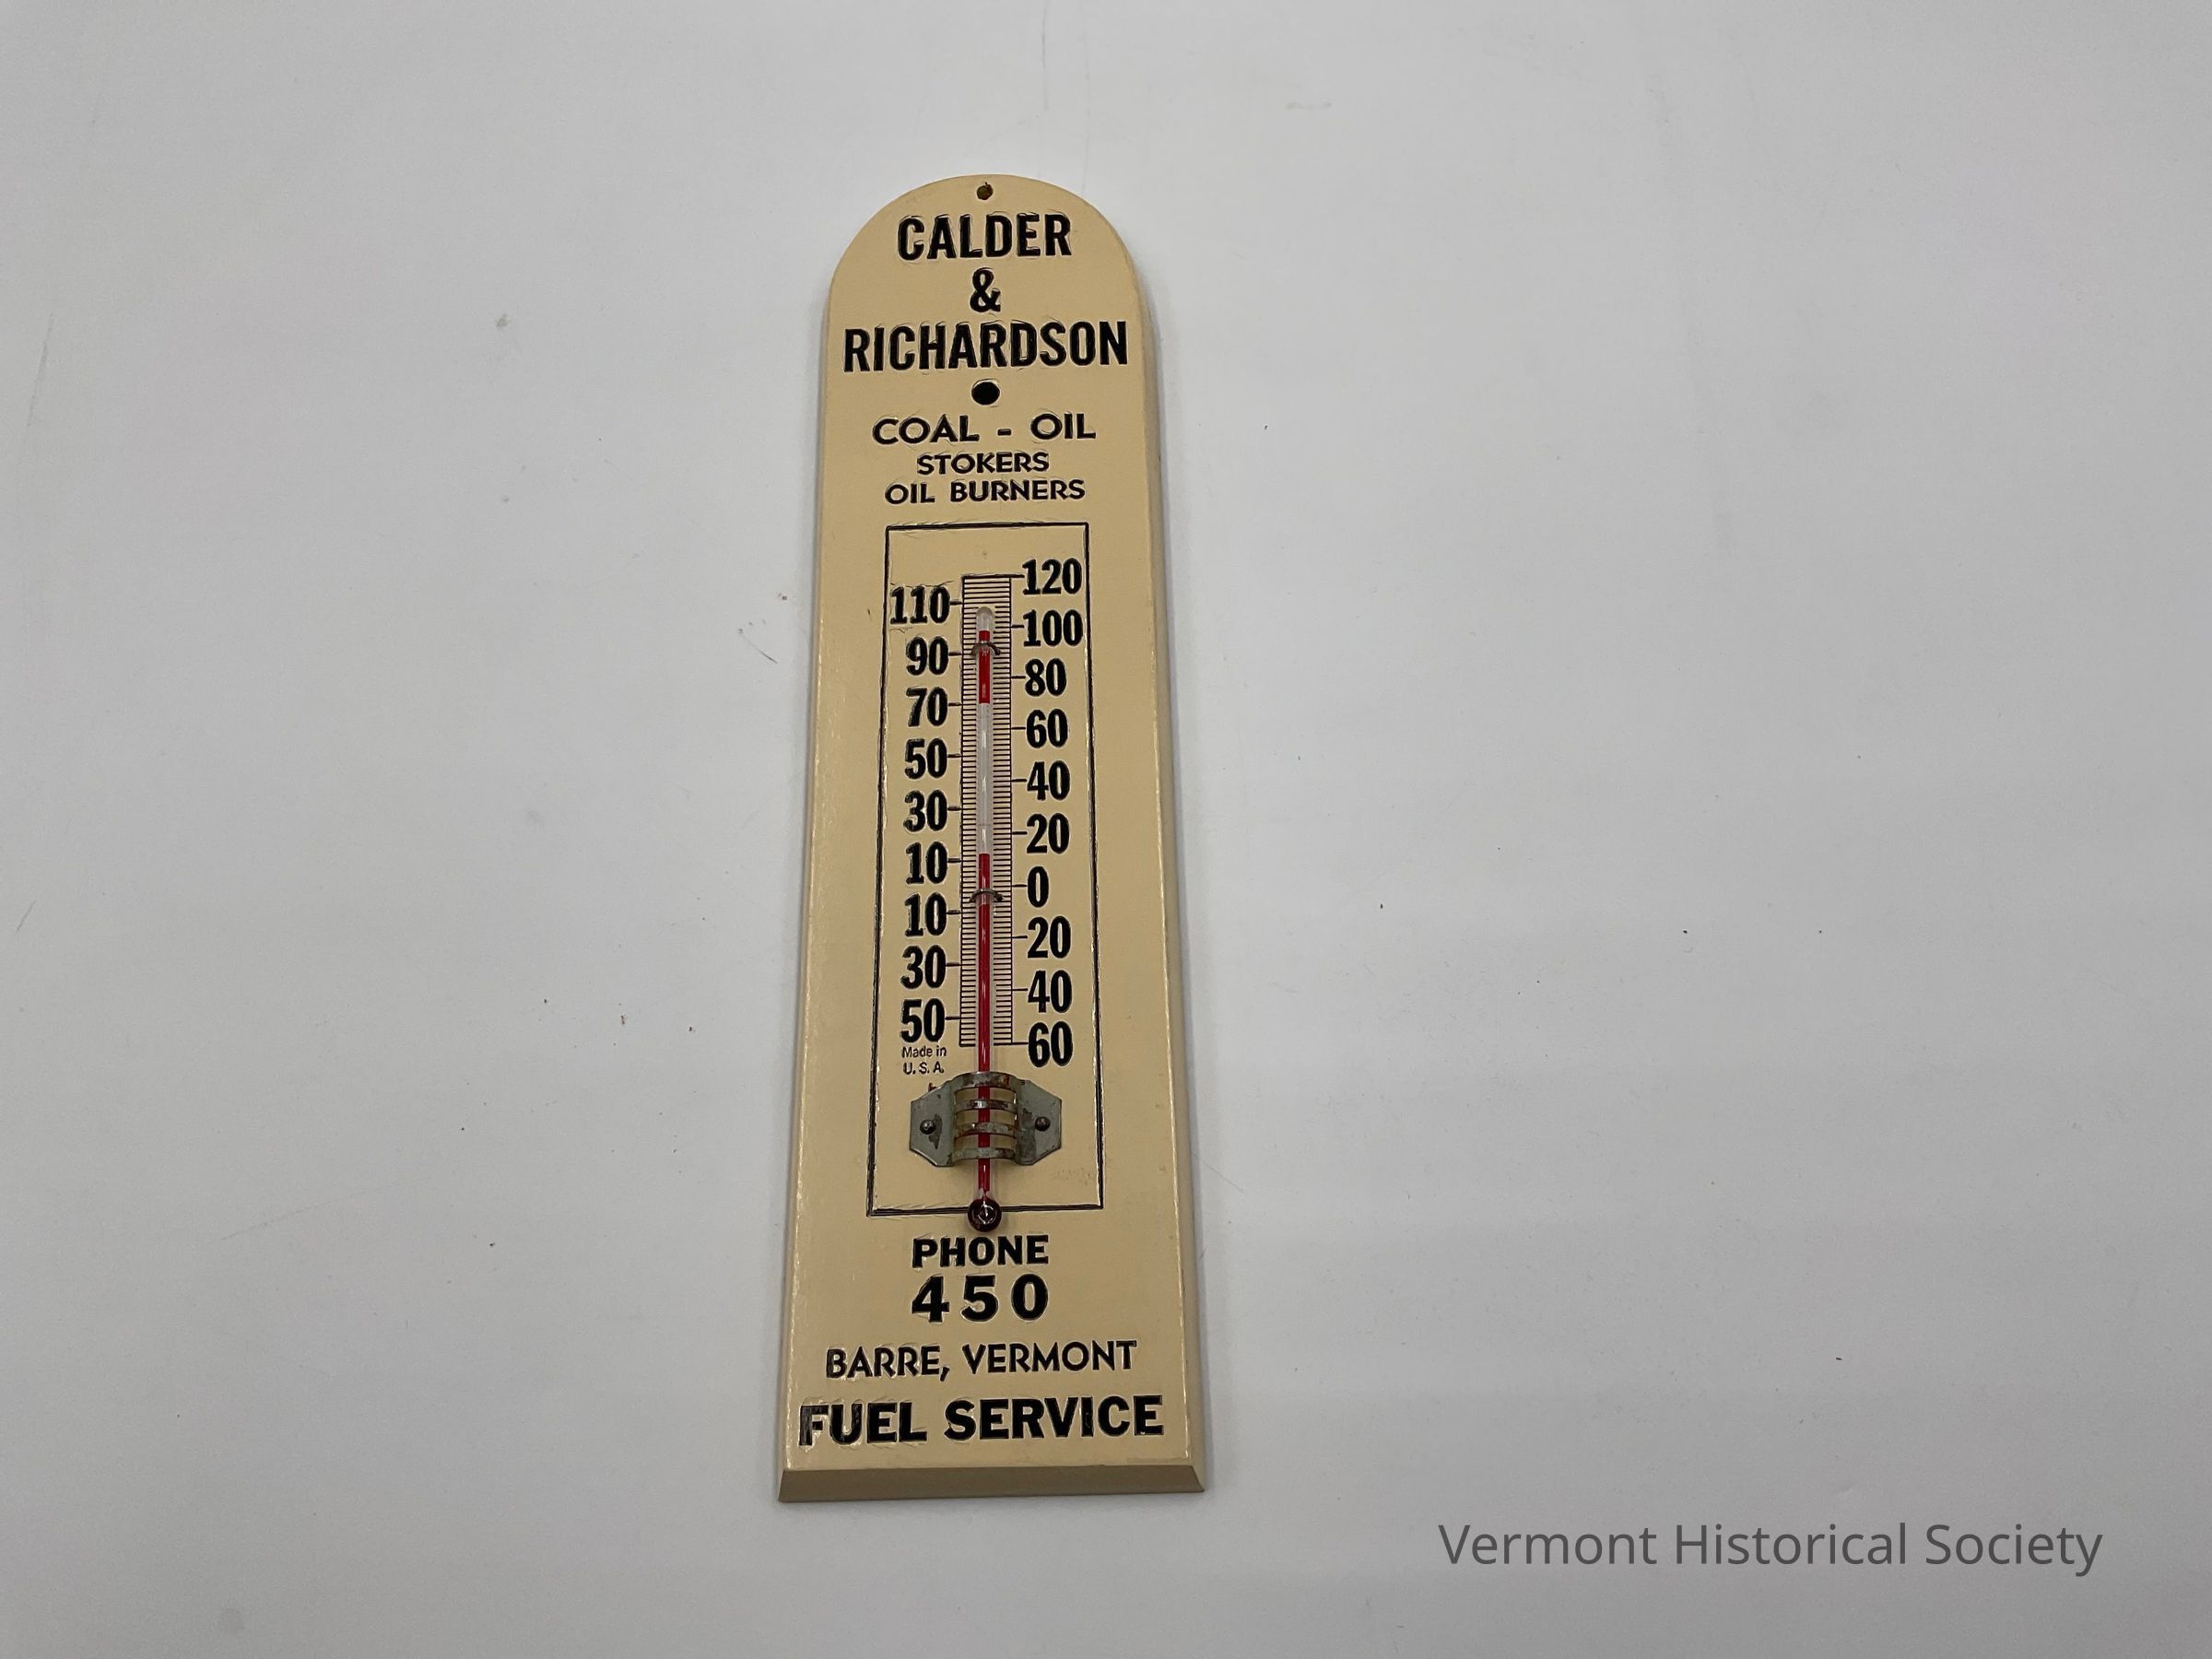 CALDER
&
RICHARDSON
COAL - OIL
STOKERS
OIL BURNERS
120
110
100
90
80
70
60
50
40
30
20
10
0
10
20
30
40
50
60
Made in
U.S.A.
PHONE
450
BARRE, VERMONT
FUEL SERVICE
Vermont Historical Society